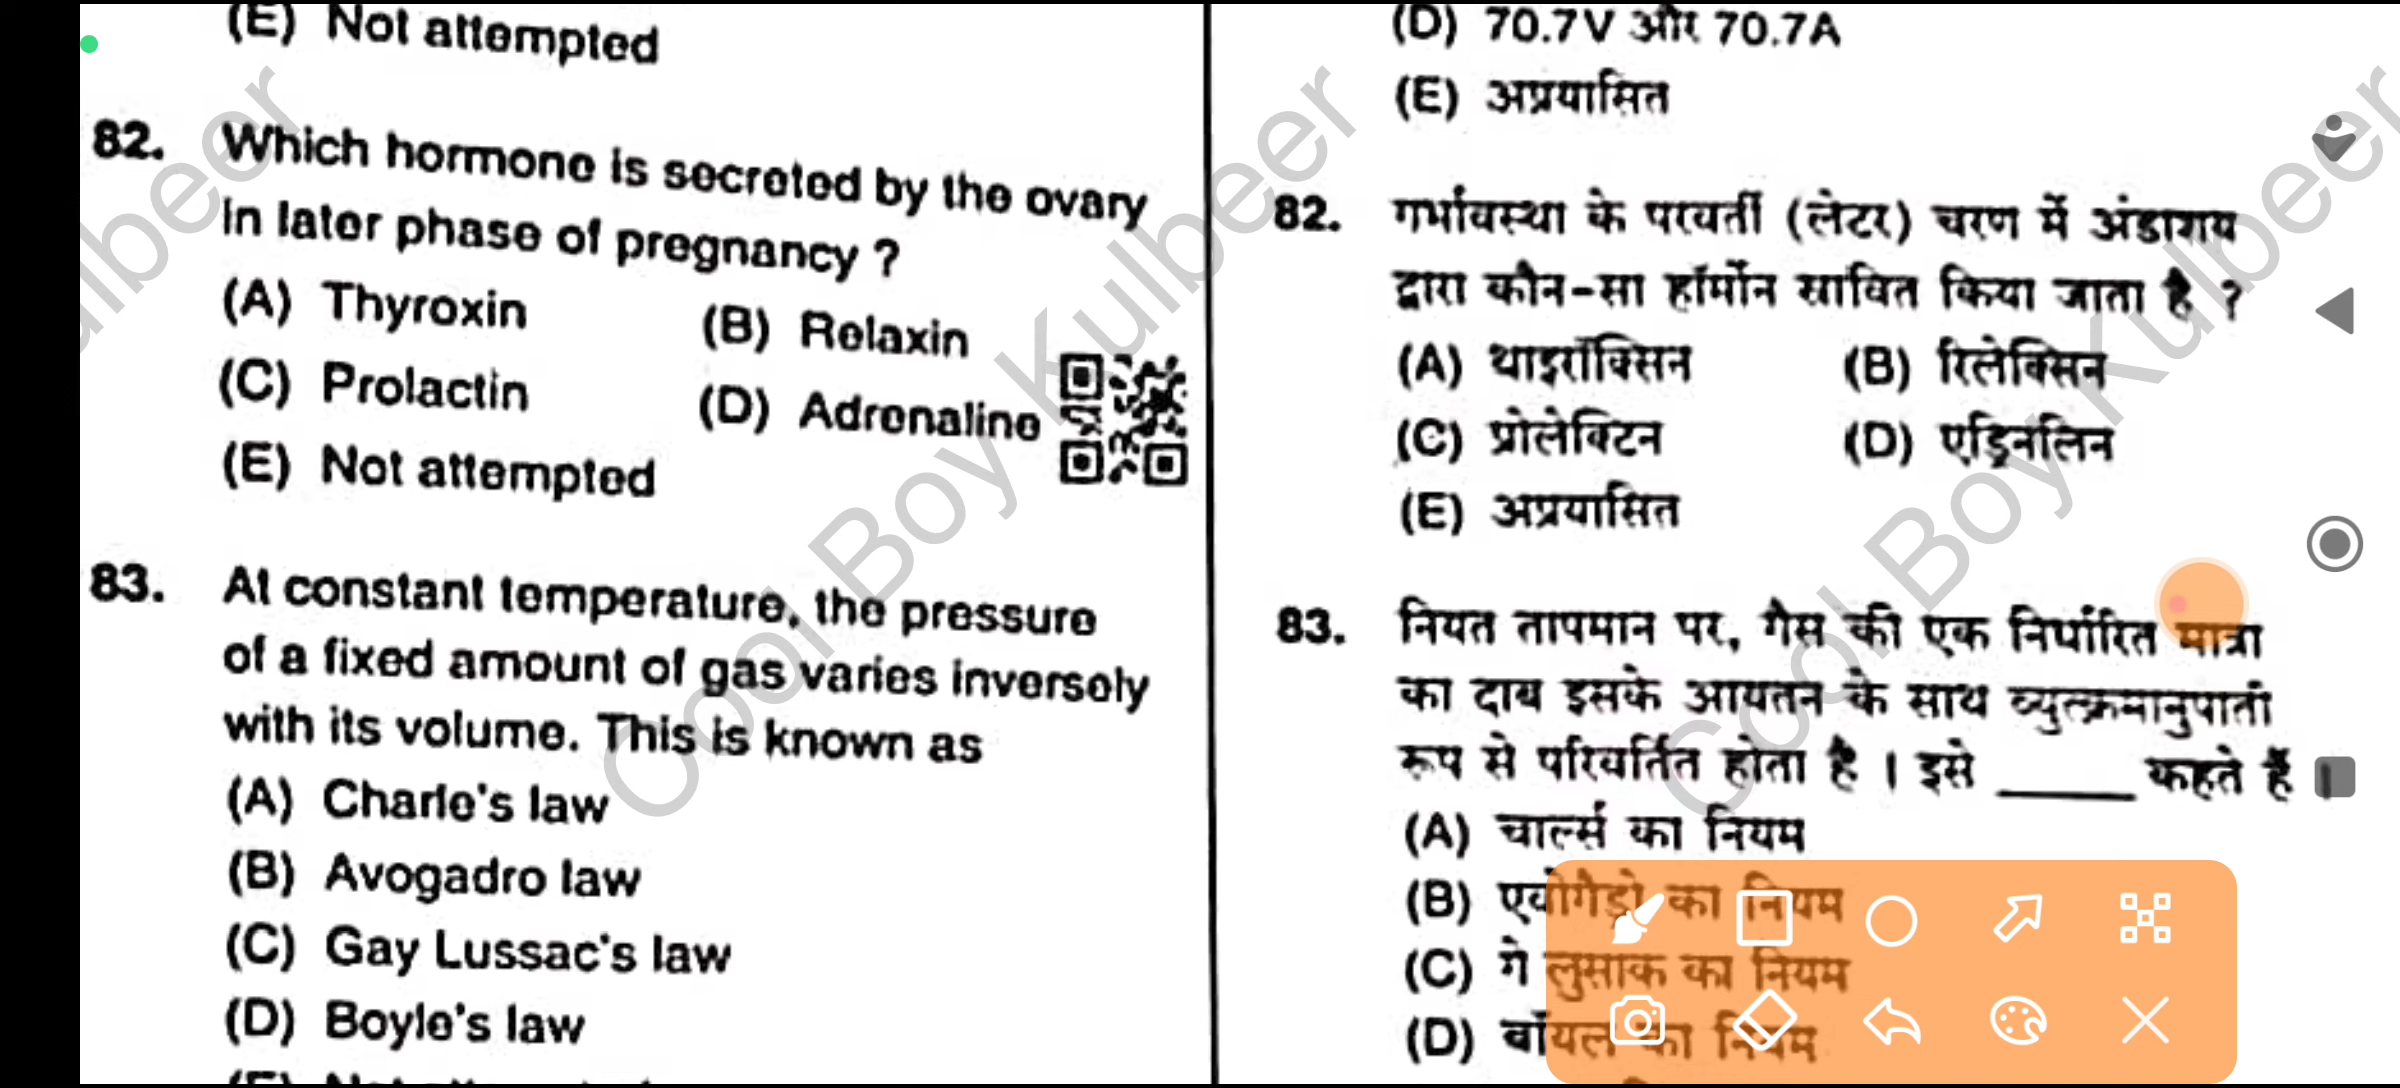 (E) Not attempted
82. Which hormone is secreted by the ovary
in later phase of pregnancy ?
(A) Thyroxin (B) Relaxin
(C) Prolactin (D) Adrenaline
(E) Not attempted
83. At constant temperature, the pressure
of a fixed amount of gas varies inversely
with its volume. This is known as
(A) Charle's law
(B) Avogadro law
(C) Gay Lussac's law
(D) Boyle's law
(D) 70.7V और 70.7A
(E) अप्रयासित
82. गर्भावस्था के परवर्ती (लेटर) चरण में अंडाशय
द्वारा कौन-सा हॉर्मोन स्रावित किया जाता है ?
(A) थाइरॉक्सिन (B) रिलेक्सिन
(C) प्रोलेक्टिन (D) एड्रिनलिन
(E) अप्रयासित
83. नियत तापमान पर, गैस की एक निर्धारित मात्रा
का दाब इसके आयतन के साथ व्युत्क्रमानुपाती
रूप से परिवर्तित होता है । इसे _____ कहते हैं ।
(A) चार्ल्स का नियम
(B) एवोगैड्रो का नियम
(C) गे लुसाक का नियम
(D) बॉयल का नियम
Cool Boy Kulbeer
Cool Boy Kulbeer